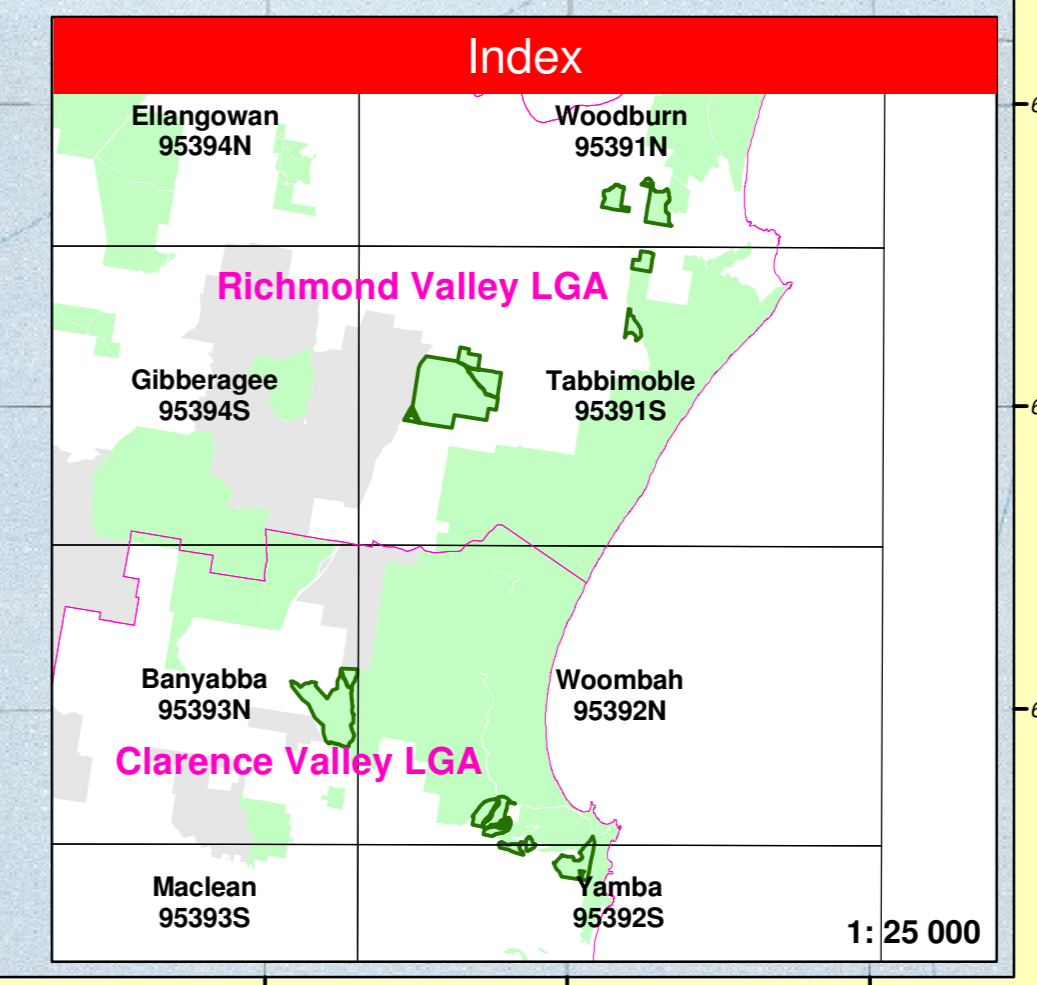 Index
Ellangowan
95394N
Woodburn
95391N
Richmond Valley LGA
Gibberagee
95394S
Tabbimoble
95391S
Banyabba
95393N
Woombah
95392N
Clarence Valley LGA
Maclean
95393S
Yamba
95392S
1: 25 000